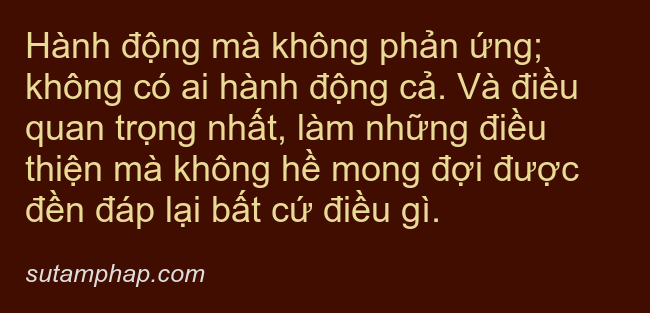 Hành động mà không phản ứng;
không có ai hành động cả. Và điều
quan trọng nhất, làm những điều
thiện mà không hề mong đợi được
đền đáp lại bất cứ điều gì.
sutamphap.com